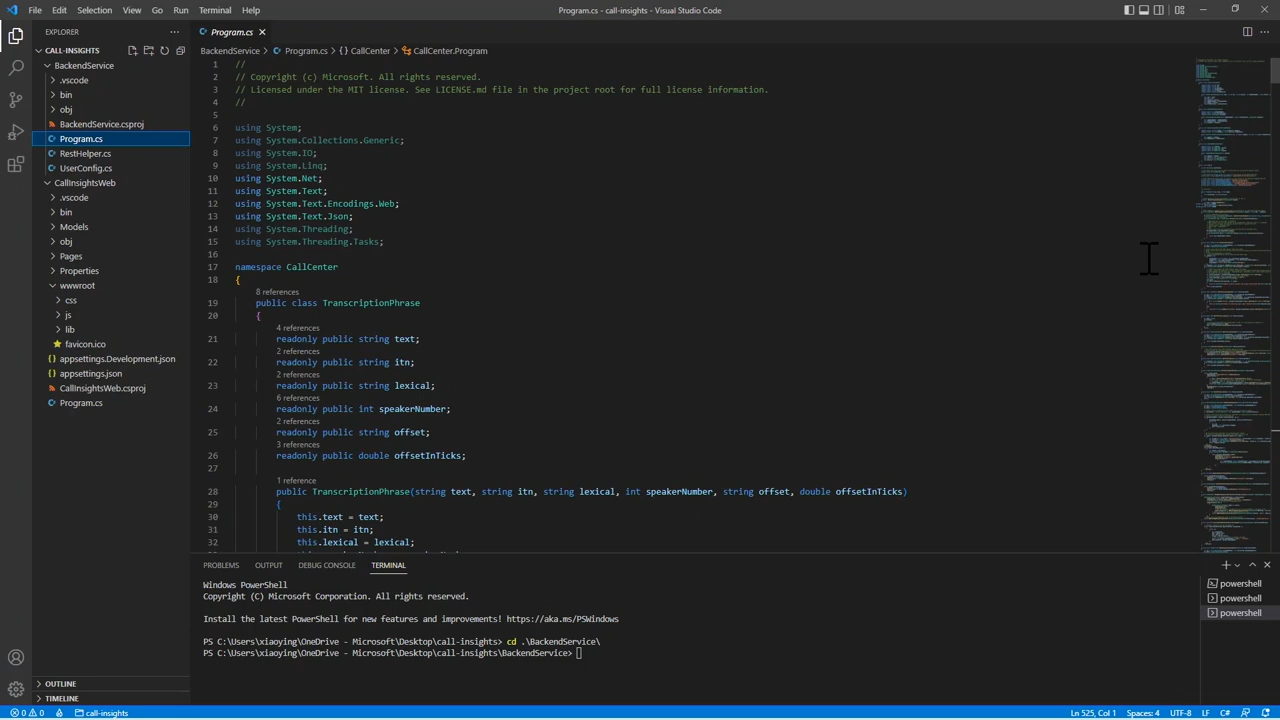 File Edit Selection View Go Run Terminal Help
Program.cs - call-insights - Visual Studio Code
EXPLORER
CALL-INSIGHTS
BackendService
.vscode
bin
obj
BackendService.csproj
Program.cs
RestHelper.cs
UserConfig.cs
CallInsightsWeb
.vscode
bin
Models
obj
Pages
Properties
wwwroot
css
js
lib
favicon.ico
appsettings.Development.json
appsettings.json
CallInsightsWeb.csproj
Program.cs
OUTLINE
TIMELINE
Program.cs
BackendService > Program.cs > {} CallCenter > CallCenter.Program
1 //
2 // Copyright (c) Microsoft. All rights reserved.
3 // Licensed under the MIT license. See LICENSE.md file in the project root for full license information.
4 //
5
6 using System;
7 using System.Collections.Generic;
8 using System.IO;
9 using System.Linq;
10 using System.Net;
11 using System.Text;
12 using System.Text.Encodings.Web;
13 using System.Text.Json;
14 using System.Threading;
15 using System.Threading.Tasks;
16
17 namespace CallCenter
18 {
8 references
19 public class TranscriptionPhrase
20 {
4 references
21 readonly public string text;
2 references
22 readonly public string itn;
2 references
23 readonly public string lexical;
6 references
24 readonly public int speakerNumber;
2 references
25 readonly public string offset;
3 references
26 readonly public double offsetInTicks;
27
1 reference
28 public TranscriptionPhrase(string text, string itn, string lexical, int speakerNumber, string offset, double offsetInTicks)
29 {
30 this.text = text;
31 this.itn = itn;
32 this.lexical = lexical;
PROBLEMS OUTPUT DEBUG CONSOLE TERMINAL
Windows PowerShell
Copyright (C) Microsoft Corporation. All rights reserved.
Install the latest PowerShell for new features and improvements! https://aka.ms/PSWindows
PS C:\Users\xiaoying\OneDrive - Microsoft\Desktop\call-insights> cd .\BackendService\
PS C:\Users\xiaoying\OneDrive - Microsoft\Desktop\call-insights\BackendService>
powershell
powershell
powershell
0 0 call-insights
Ln 525, Col 1 Spaces: 4 UTF-8 LF C#